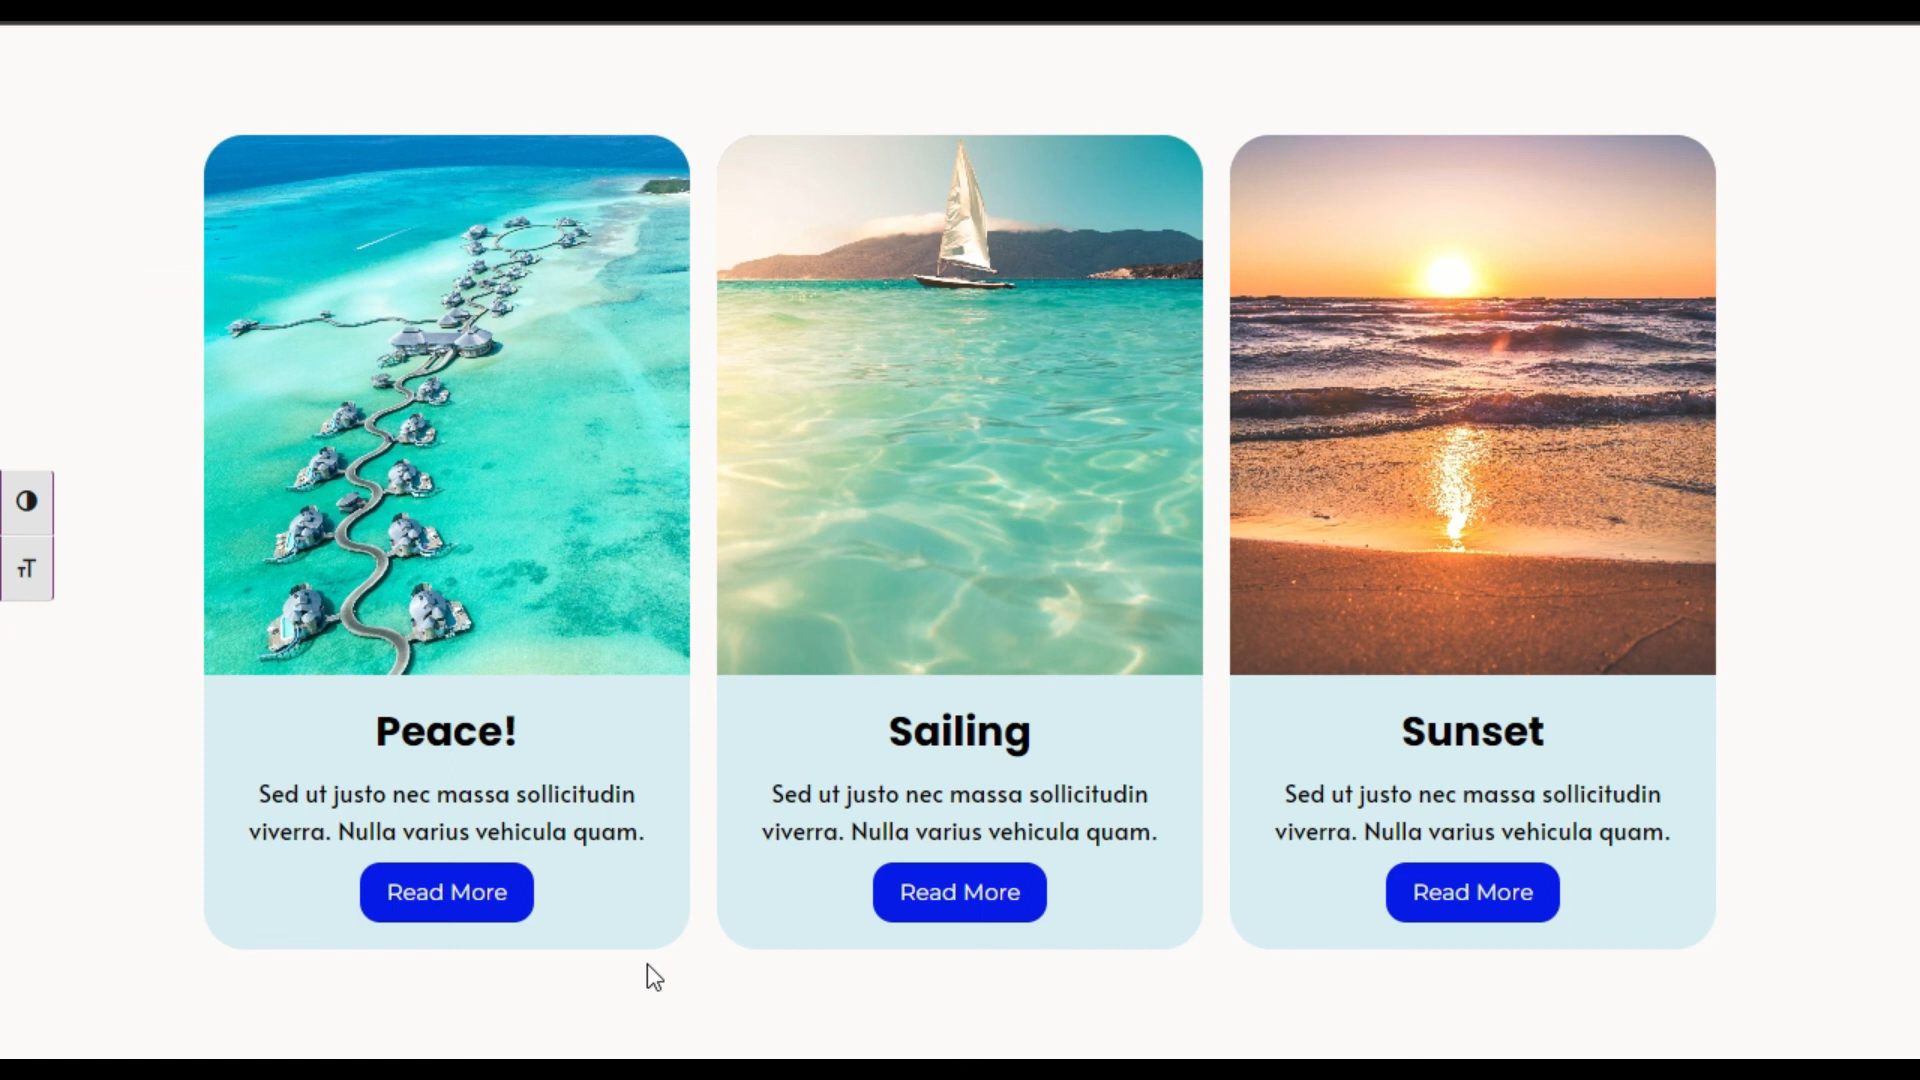 тT
Peace!
Sed ut justo nec massa sollicitudin
viverra. Nulla varius vehicula quam.
Read More
Sailing
Sed ut justo nec massa sollicitudin
viverra. Nulla varius vehicula quam.
Read More
Sunset
Sed ut justo nec massa sollicitudin
viverra. Nulla varius vehicula quam.
Read More